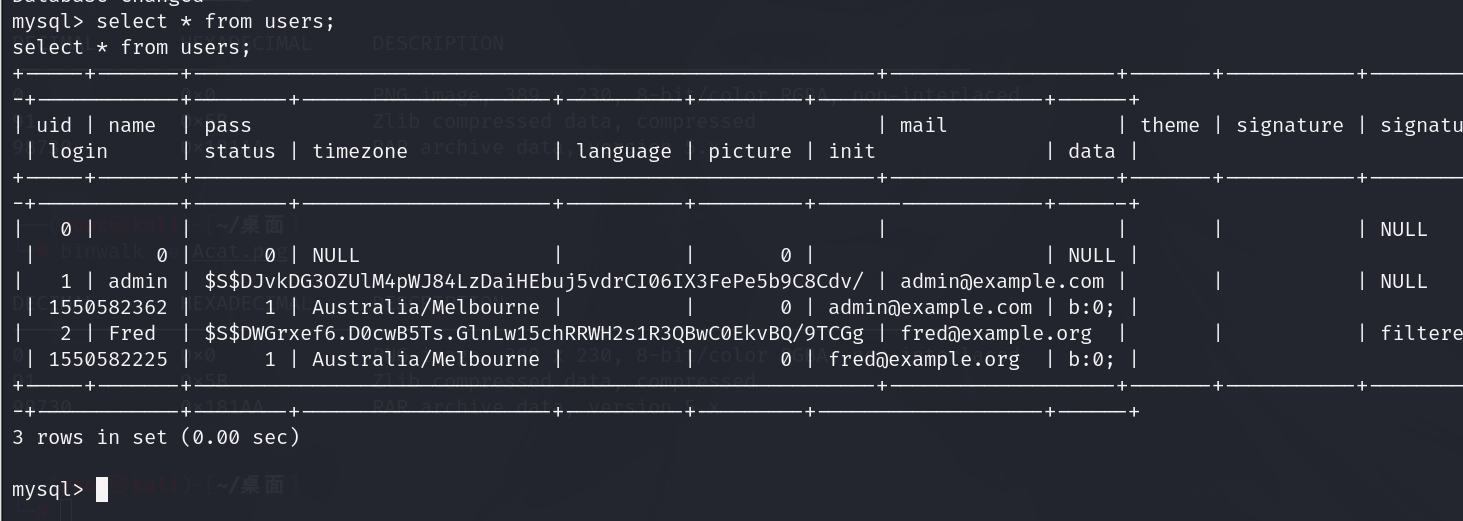 mysql> select * from users;
select * from users;
| uid | name | pass | mail | theme | signature | signatu
| login | status | timezone | language | picture | init | data |
| 0 | | | | | | NULL
| 0 | 0 | NULL | | 0 | | NULL |
| 1 | admin | $S$DJvkDG3OZUlM4pWJ84LzDaiHEbuj5vdrCI06IX3FePe5b9C8Cdv/ | admin@example.com | | | NULL
| 1550582362 | 1 | Australia/Melbourne | | 0 | admin@example.com | b:0; |
| 2 | Fred | $S$DWGrxef6.D0cwB5Ts.GlnLw15chRRWH2s1R3QBwC0EkvBQ/9TCGg | fred@example.org | | | filtere
| 1550582225 | 1 | Australia/Melbourne | | 0 | fred@example.org | b:0; |
3 rows in set (0.00 sec)
mysql>